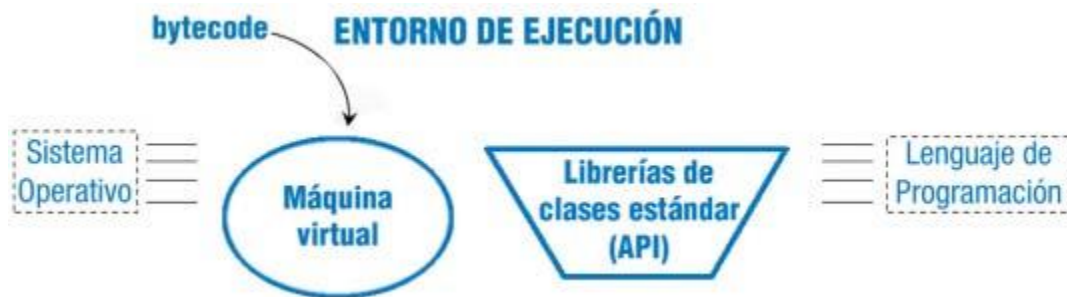 bytecode
ENTORNO DE EJECUCIÓN
Sistema
Operativo
Máquina
virtual
Librerías de
clases estándar
(API)
Lenguaje de
Programación